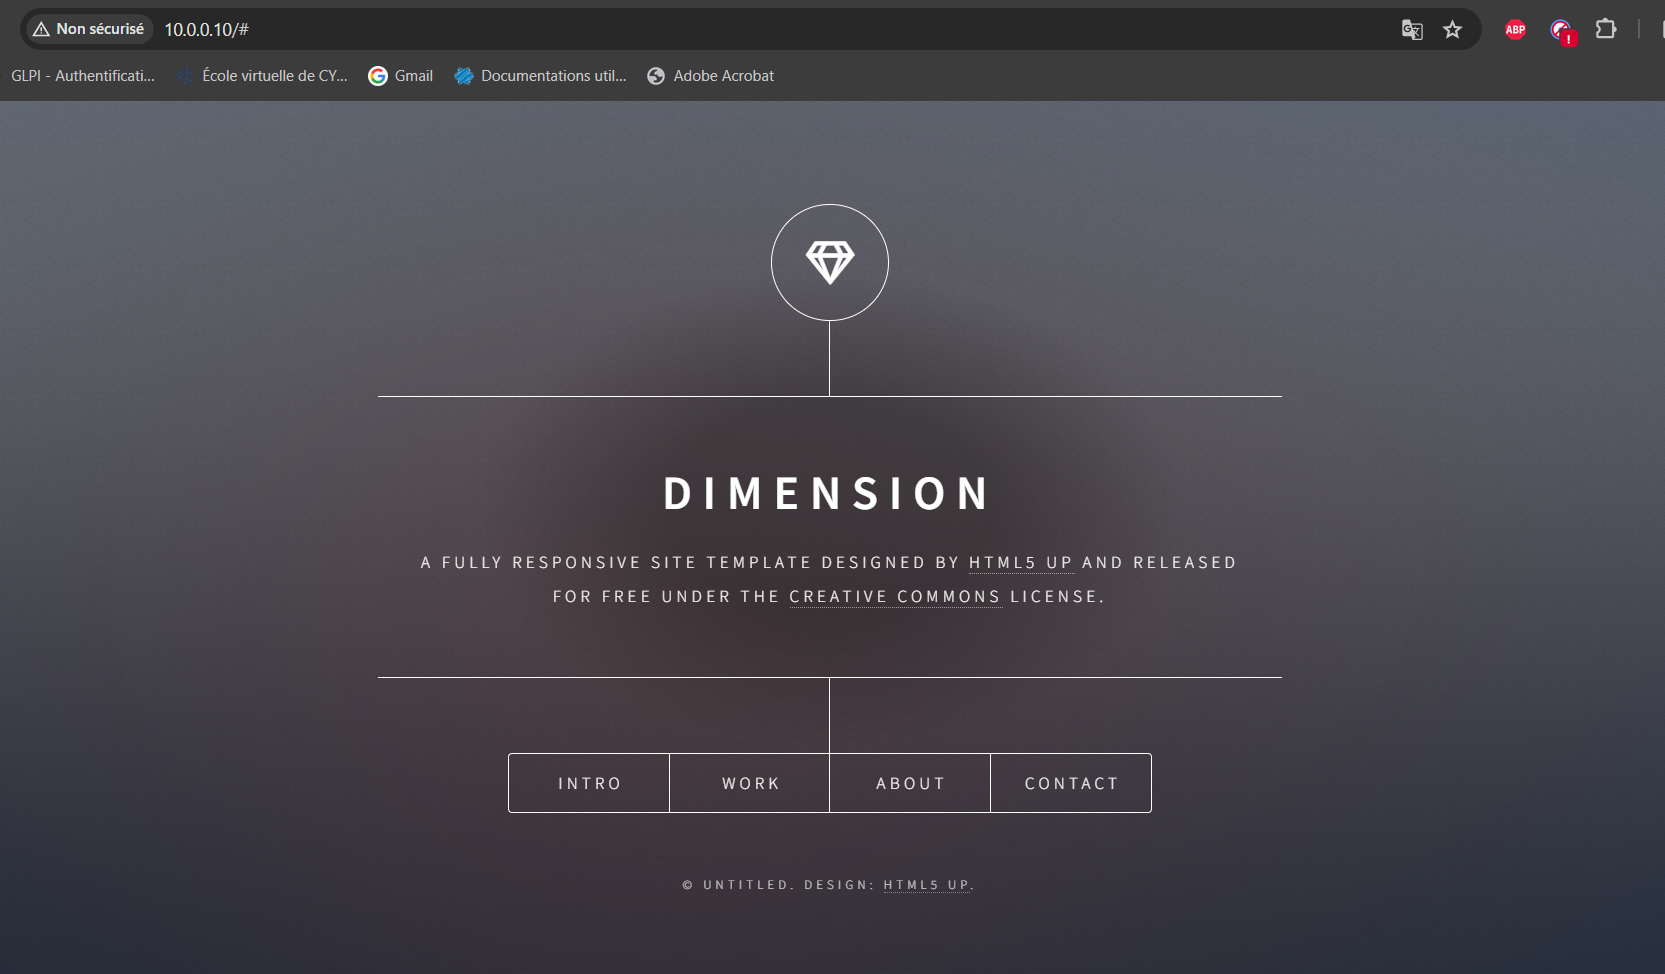 Non sécurisé 10.0.0.10/#
ABP
GLPI - Authentificati... École virtuelle de CY... Gmail Documentations util... Adobe Acrobat
DIMENSION
A FULLY RESPONSIVE SITE TEMPLATE DESIGNED BY HTML5 UP AND RELEASED
FOR FREE UNDER THE CREATIVE COMMONS LICENSE.
INTRO WORK ABOUT CONTACT
© UNTITLED. DESIGN: HTML5 UP.